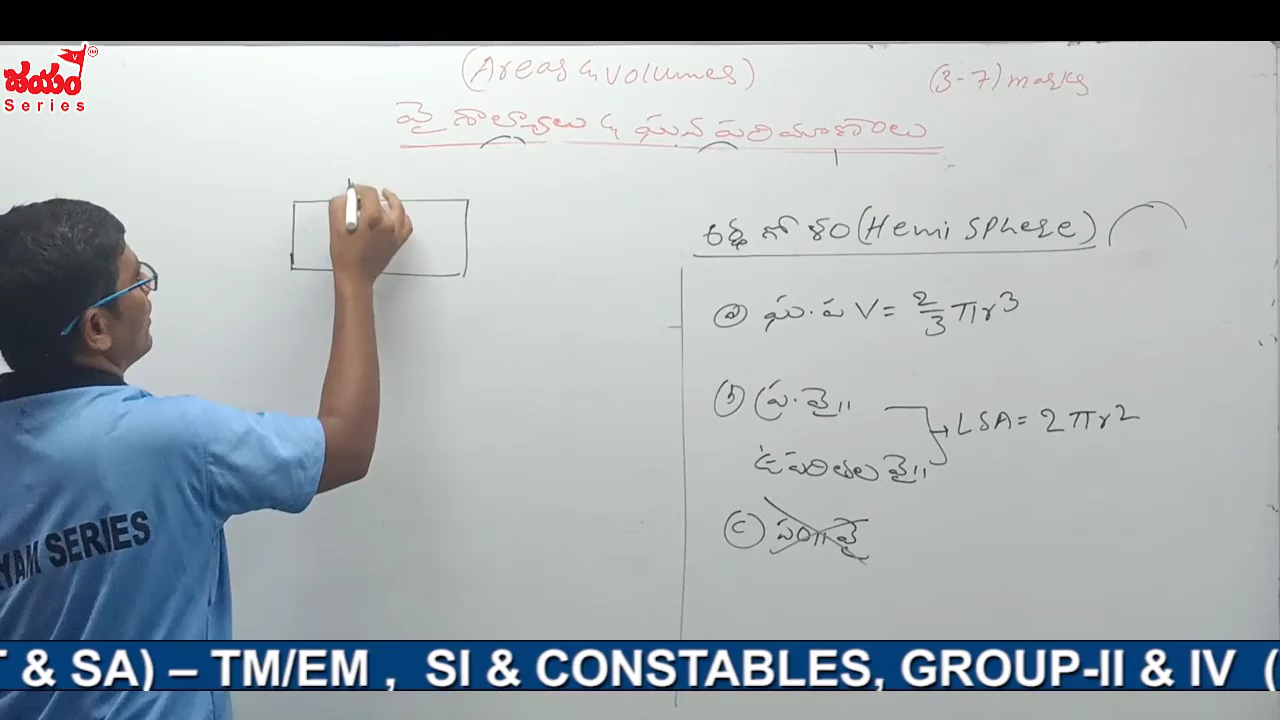 జయం
Series
(Areas & Volumes)
(3-7) marks
వైశాల్యాలు & ఘనపరిమాణాలు
అర్ధగోళం (Hemi Sphere)
ⓐ ఘ.ప V = 2/3 πr³
ⓑ ప్ర.వై॥
ఉపరితల వై॥
→ LSA = 2πr²
ⓒ సం॥ వై
YAM SERIES
T & SA) – TM/EM , SI & CONSTABLES, GROUP-II & IV (